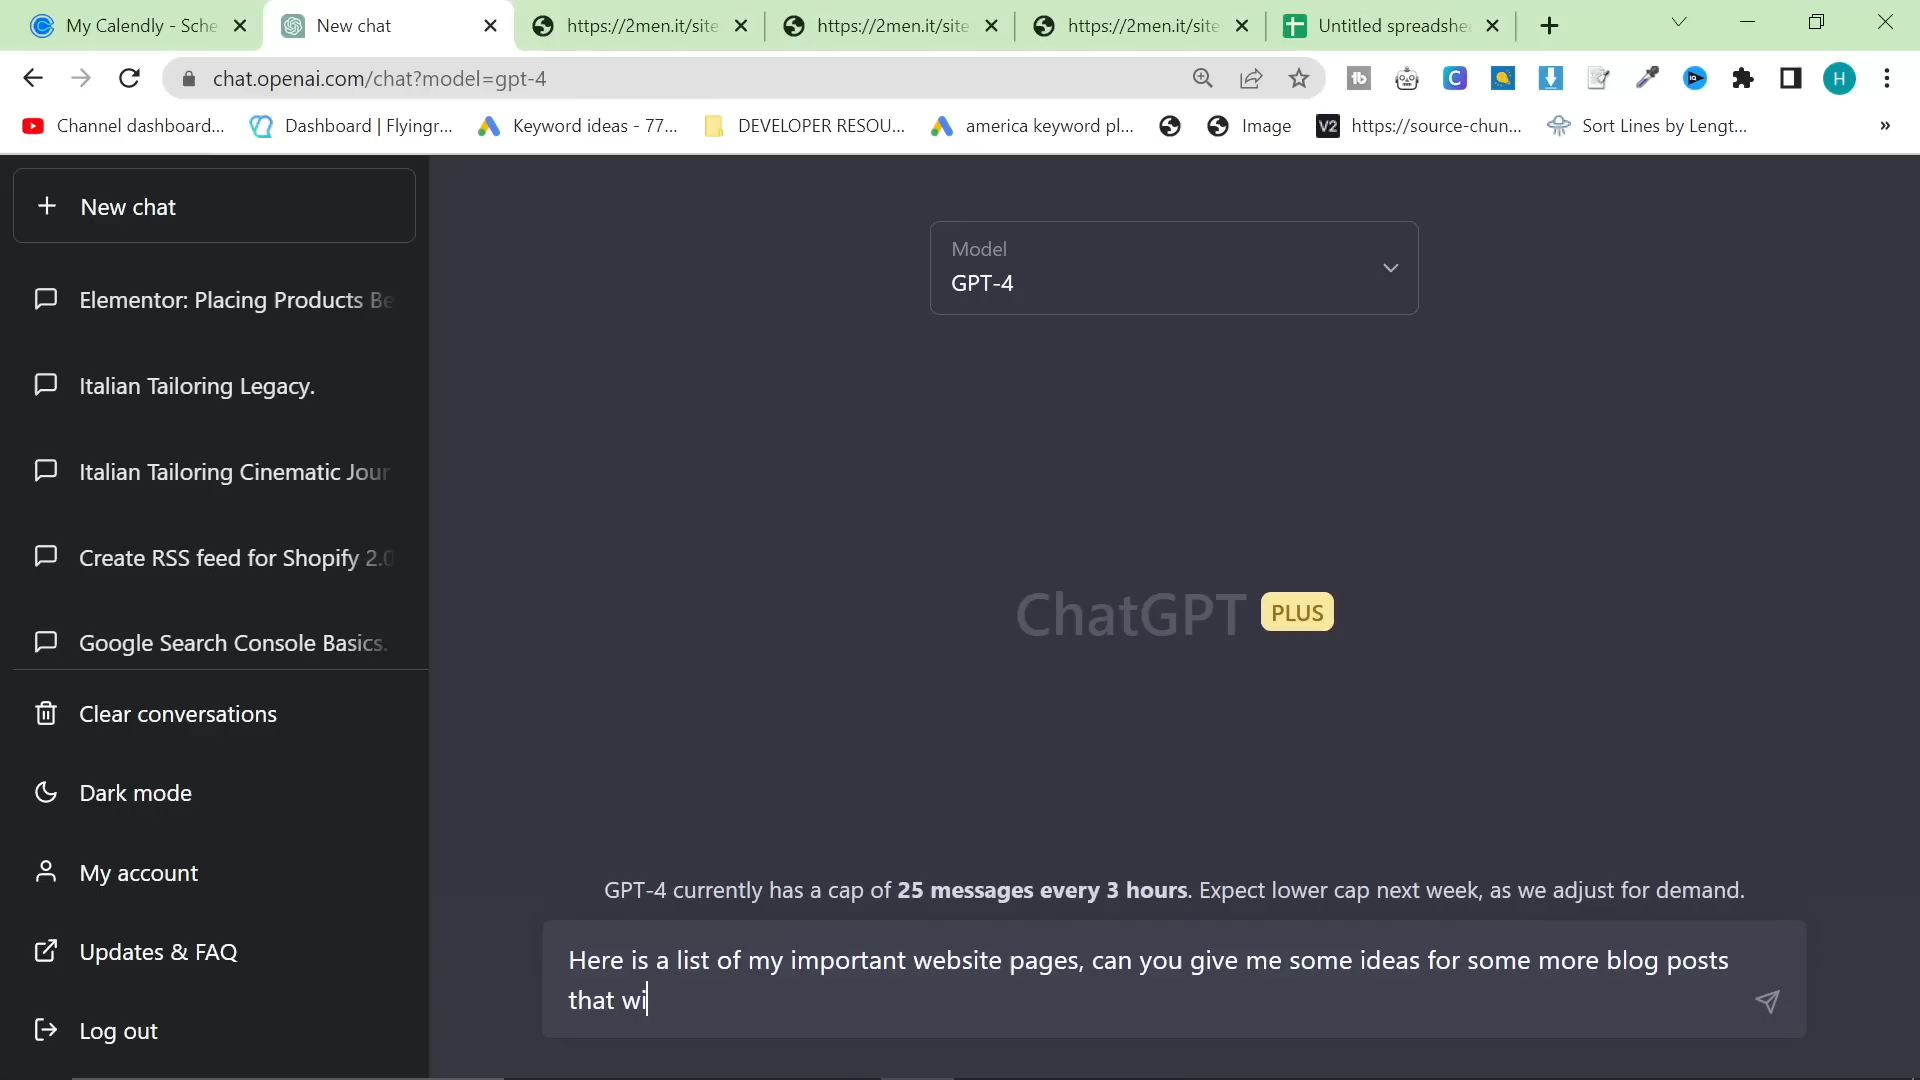 My Calendly - Sche
New chat
https://2men.it/site
https://2men.it/site
https://2men.it/site
Untitled spreadshe
chat.openai.com/chat?model=gpt-4
H
Channel dashboard...
Dashboard | Flyingr...
Keyword ideas - 77...
DEVELOPER RESOU...
america keyword pl...
Image
V2
https://source-chun...
Sort Lines by Lengt...
»
New chat
Elementor: Placing Products Be
Italian Tailoring Legacy.
Italian Tailoring Cinematic Jour
Create RSS feed for Shopify 2.0
Google Search Console Basics.
Clear conversations
Dark mode
My account
Updates & FAQ
Log out
Model
GPT-4
ChatGPT PLUS
GPT-4 currently has a cap of 25 messages every 3 hours. Expect lower cap next week, as we adjust for demand.
Here is a list of my important website pages, can you give me some ideas for some more blog posts
that wi